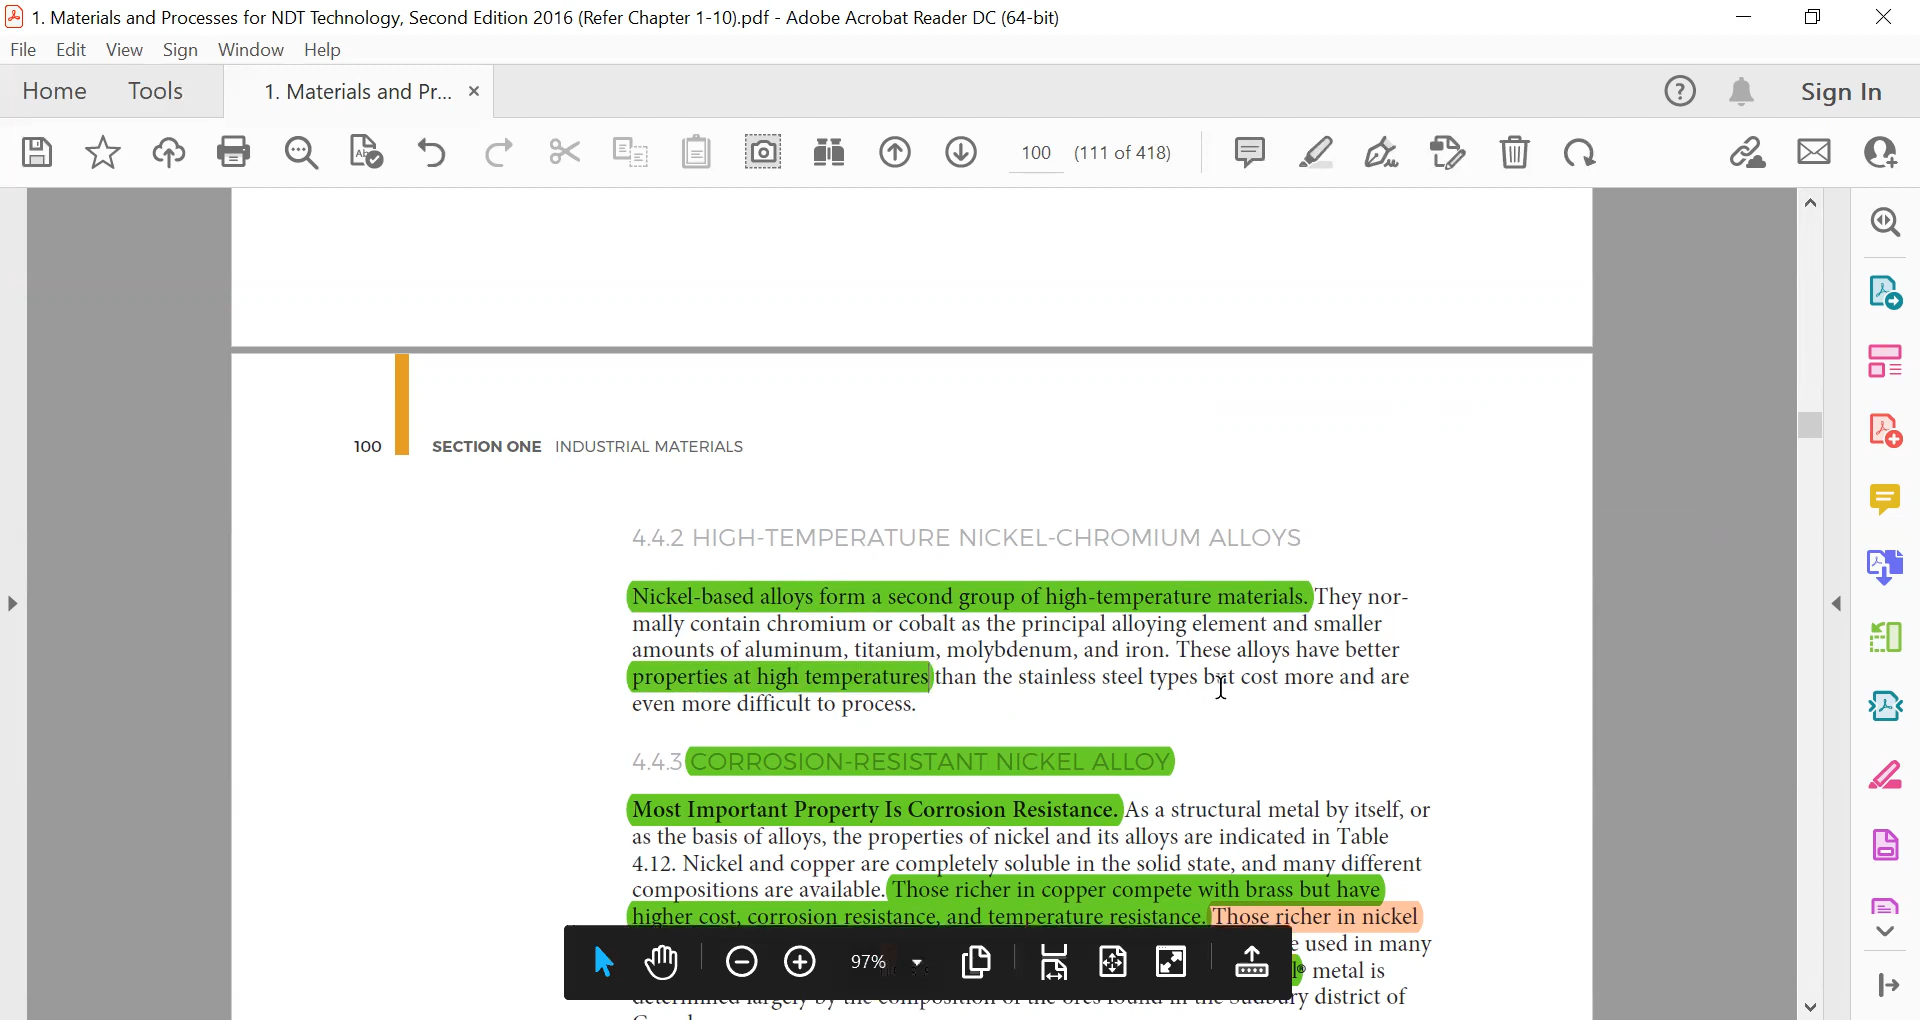 1. Materials and Processes for NDT Technology, Second Edition 2016 (Refer Chapter 1-10).pdf - Adobe Acrobat Reader DC (64-bit)
File Edit View Sign Window Help
Home Tools 1. Materials and Pr... × ? Sign In
100 (111 of 418)
100 SECTION ONE INDUSTRIAL MATERIALS
4.4.2 HIGH-TEMPERATURE NICKEL-CHROMIUM ALLOYS
Nickel-based alloys form a second group of high-temperature materials. They nor-
mally contain chromium or cobalt as the principal alloying element and smaller
amounts of aluminum, titanium, molybdenum, and iron. These alloys have better
properties at high temperatures than the stainless steel types but cost more and are
even more difficult to process.
4.4.3 CORROSION-RESISTANT NICKEL ALLOY
Most Important Property Is Corrosion Resistance. As a structural metal by itself, or
as the basis of alloys, the properties of nickel and its alloys are indicated in Table
4.12. Nickel and copper are completely soluble in the solid state, and many different
compositions are available. Those richer in copper compete with brass but have
higher cost, corrosion resistance, and temperature resistance. Those richer in nickel
e used in many
97%
l® metal is
determined largely by the composition of the ores found in the Sudbury district of